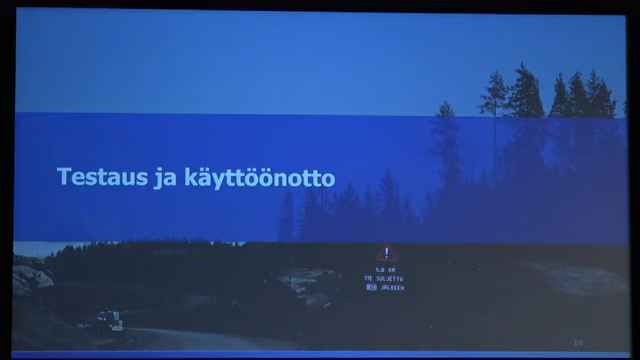 Testaus ja käyttöönotto
!
5.0 KM
TIE SULJETTU
JÄLKEEN